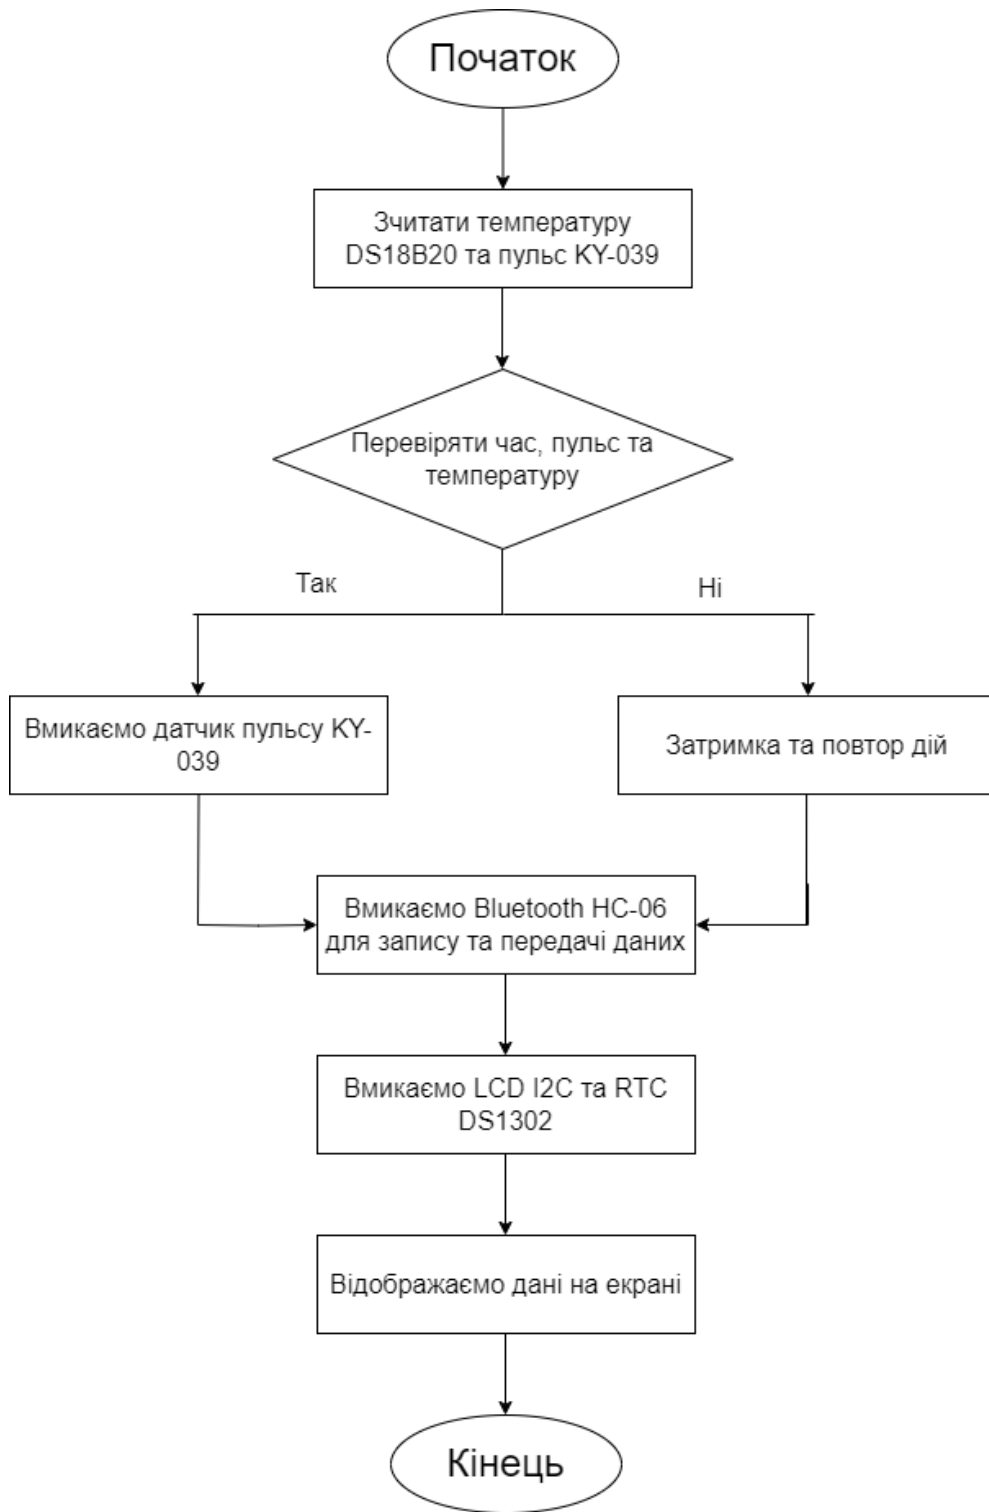 Початок
Зчитати температуру
DS18B20 та пульс KY-039
Перевіряти час, пульс та
температуру
Так
Ні
Вмикаємо датчик пульсу KY-
039
Затримка та повтор дій
Вмикаємо Bluetooth HC-06
для запису та передачі даних
Вмикаємо LCD I2C та RTC
DS1302
Відображаємо дані на екрані
Кінець